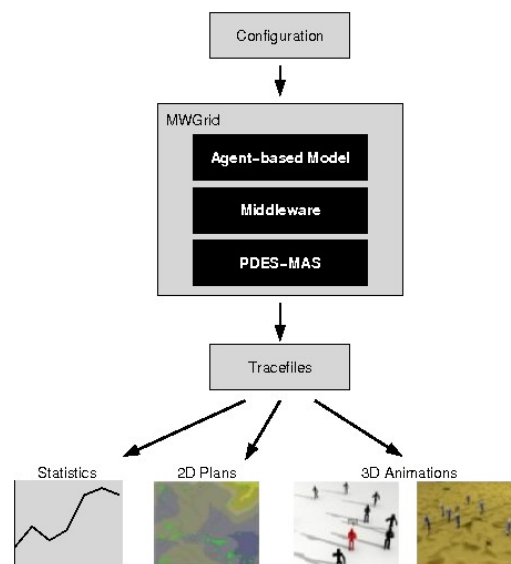 Configuration
MWGrid
Agent-based Model
Middleware
PDES-MAS
Tracefiles
Statistics
2D Plans
3D Animations